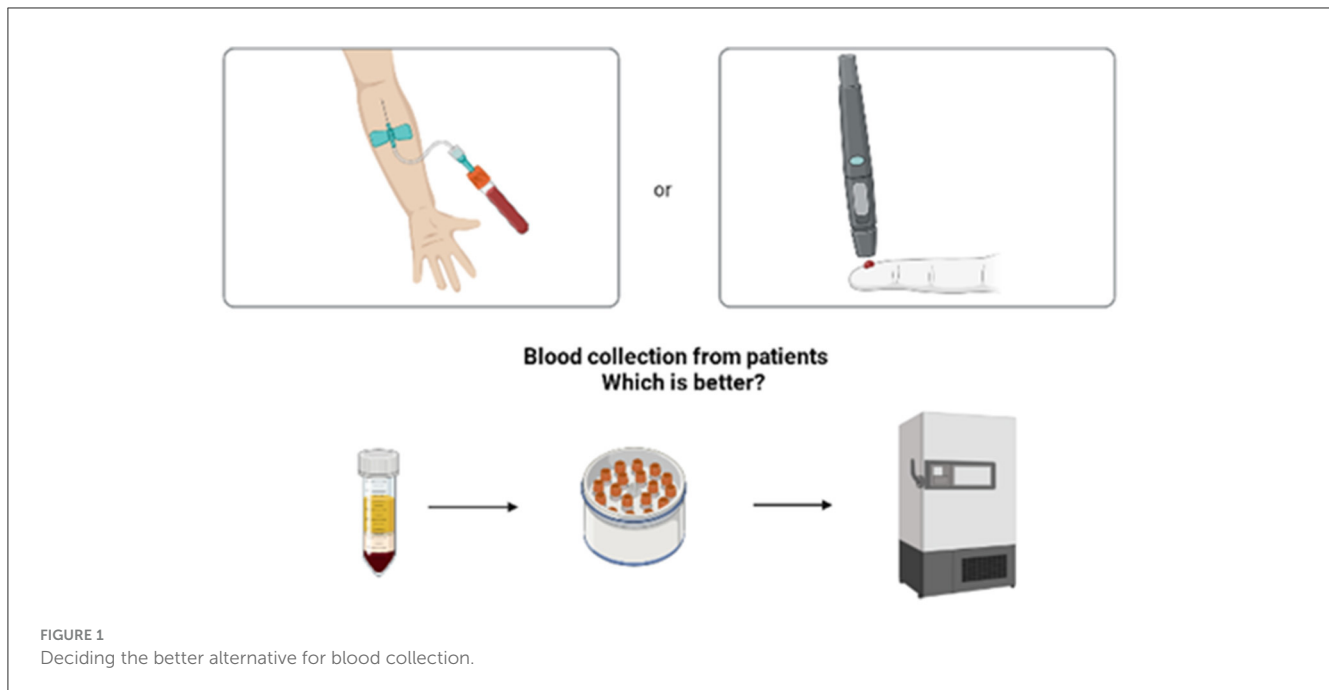 or
Blood collection from patients
Which is better?
FIGURE 1
Deciding the better alternative for blood collection.